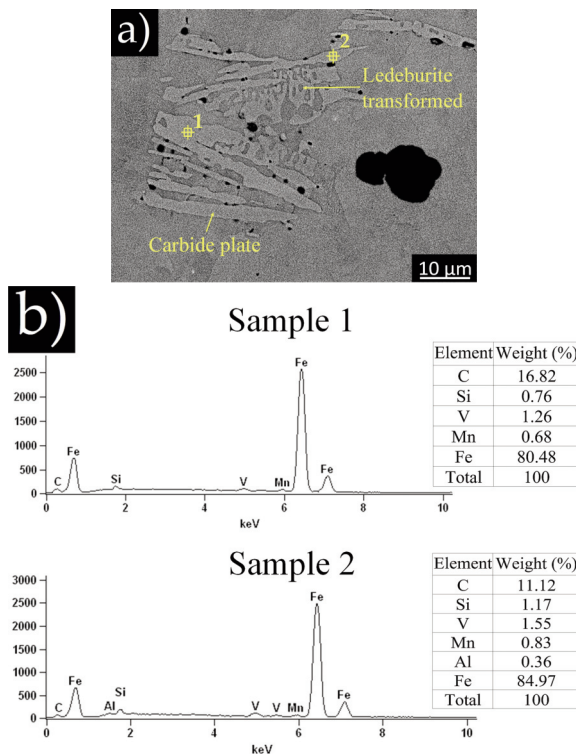 a)
2
Ledeburite
transformed
1
Carbide plate
10 µm
b)
Sample 1
Fe
2500
2000
1500
1000
500
0
C
Fe
Si
V
Mn
Fe
0 2 4 6 8 10
keV
Element Weight (%)
C 16.82
Si 0.76
V 1.26
Mn 0.68
Fe 80.48
Total 100
Sample 2
3000
2500
2000
1500
1000
500
0
Fe
C
Fe
Al
Si
V
V
Mn
Fe
0 2 4 6 8 10
keV
Element Weight (%)
C 11.12
Si 1.17
V 1.55
Mn 0.83
Al 0.36
Fe 84.97
Total 100